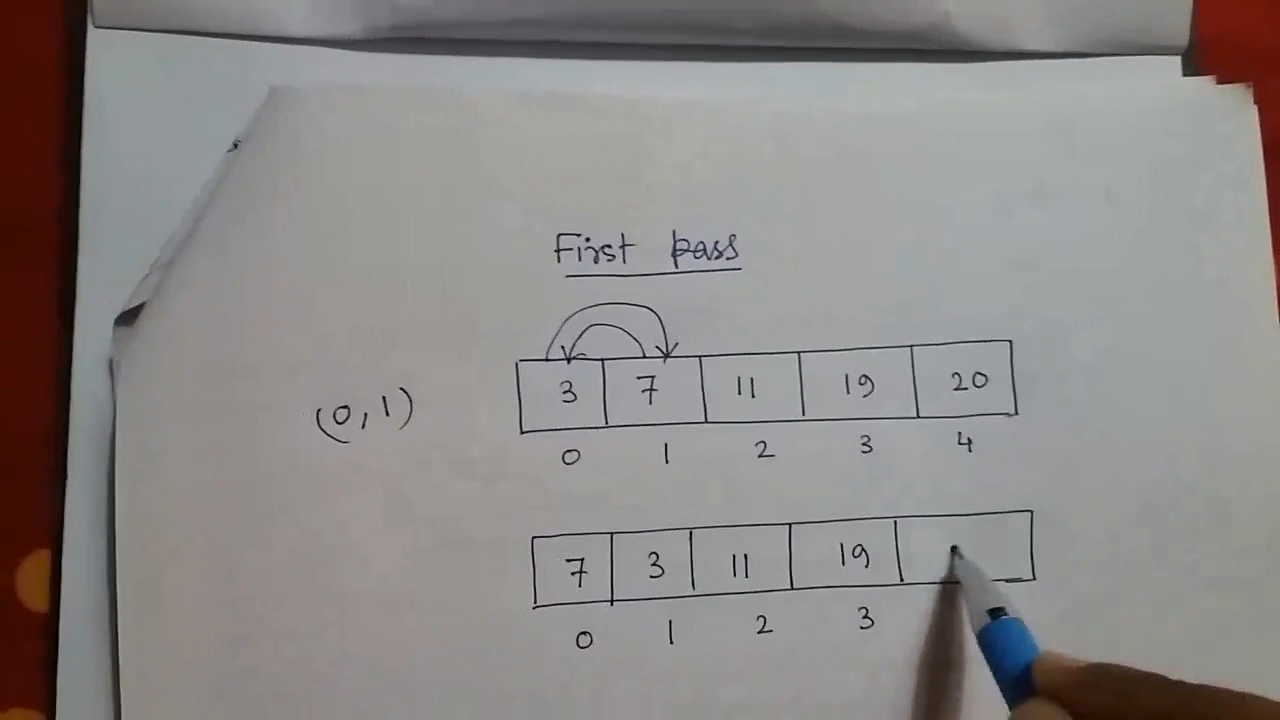 First pass
(0,1)
3 7 11 19 20
0 1 2 3 4
7 3 11 19
0 1 2 3